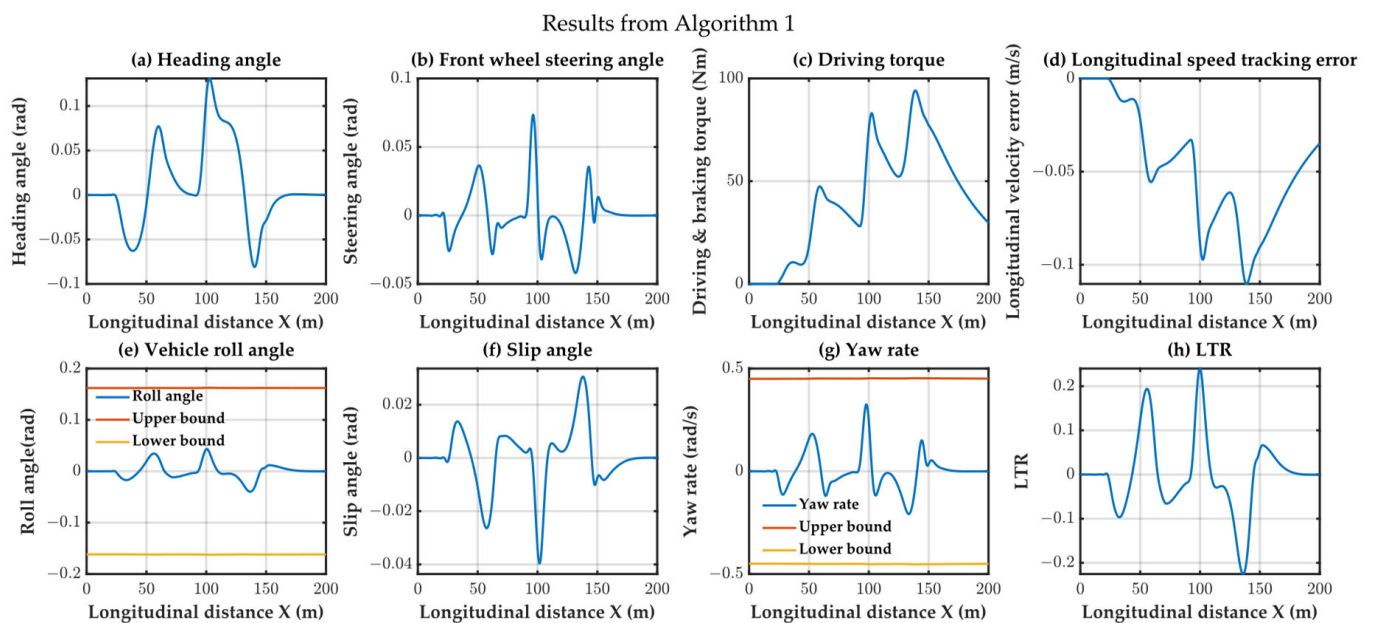 Results from Algorithm 1
(a) Heading angle
Heading angle (rad)
0.1
0.05
0
−0.05
−0.1
0 50 100 150 200
Longitudinal distance X (m)
(b) Front wheel steering angle
Steering angle (rad)
0.1
0.05
0
−0.05
0 50 100 150 200
Longitudinal distance X (m)
(c) Driving torque
Driving & braking torque (Nm)
100
50
0
0 50 100 150 200
Longitudinal distance X (m)
(d) Longitudinal speed tracking error
Longitudinal velocity error (m/s)
0
−0.05
−0.1
0 50 100 150 200
Longitudinal distance X (m)
(e) Vehicle roll angle
Roll angle(rad)
0.2
0.1
0
−0.1
−0.2
Roll angle
Upper bound
Lower bound
0 50 100 150 200
Longitudinal distance X (m)
(f) Slip angle
Slip angle (rad)
0.02
0
−0.02
−0.04
0 50 100 150 200
Longitudinal distance X (m)
(g) Yaw rate
Yaw rate (rad/s)
0.5
0
−0.5
Yaw rate
Upper bound
Lower bound
0 50 100 150 200
Longitudinal distance X (m)
(h) LTR
LTR
0.2
0.1
0
−0.1
−0.2
0 50 100 150 200
Longitudinal distance X (m)